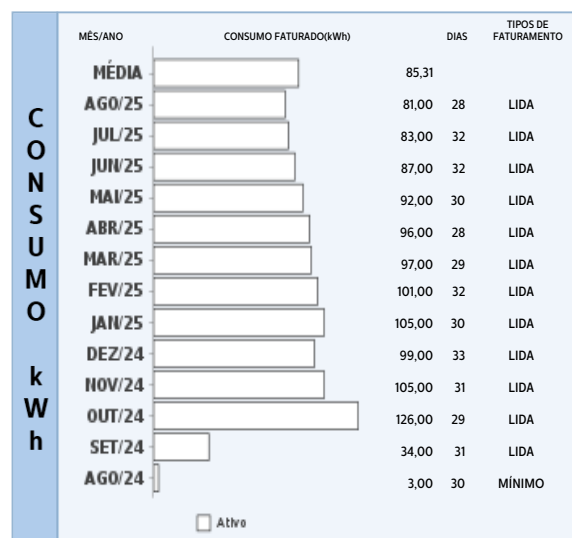 MÊS/ANO CONSUMO FATURADO(kWh) DIAS TIPOS DE FATURAMENTO
MÉDIA 85,31
AGO/25 81,00 28 LIDA
JUL/25 83,00 32 LIDA
JUN/25 87,00 32 LIDA
MAI/25 92,00 30 LIDA
ABR/25 96,00 28 LIDA
MAR/25 97,00 29 LIDA
FEV/25 101,00 32 LIDA
JAN/25 105,00 30 LIDA
DEZ/24 99,00 33 LIDA
NOV/24 105,00 31 LIDA
OUT/24 126,00 29 LIDA
SET/24 34,00 31 LIDA
AGO/24 3,00 30 MÍNIMO
Ativo
CONSUMO kWh